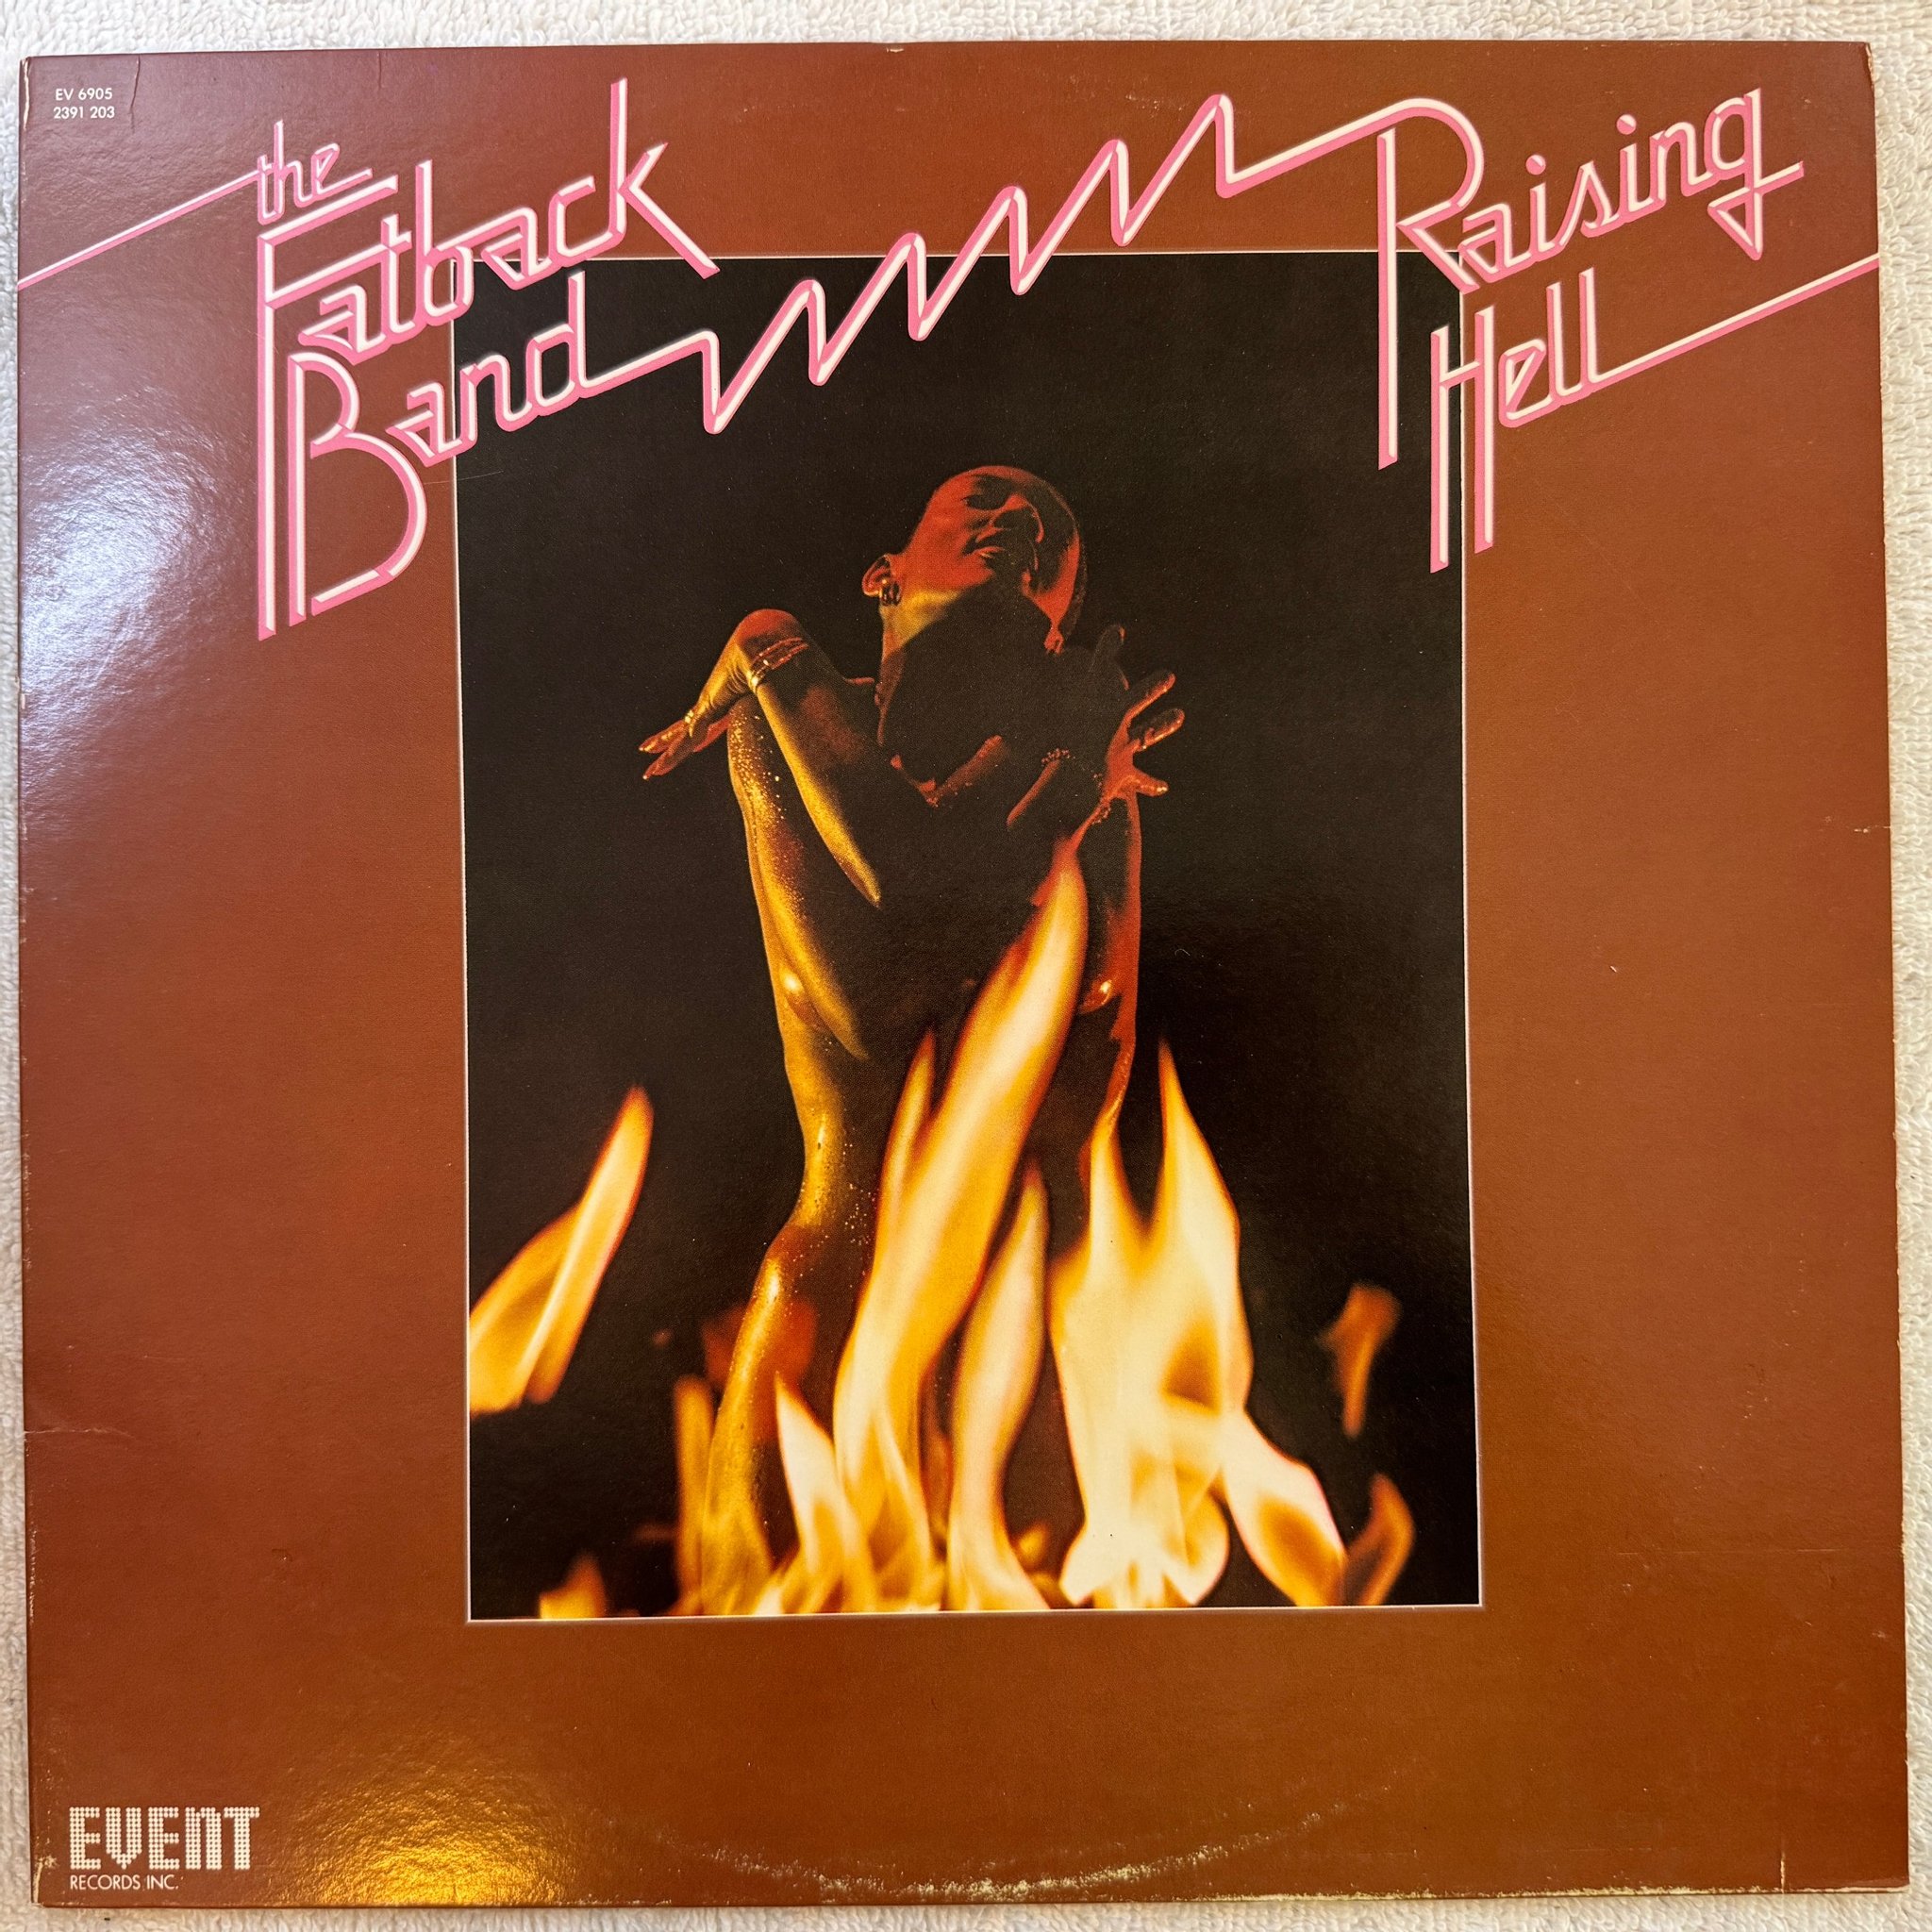 EV 6905
2391 203
the
Fatback
Band
Raising
Hell
EVENT
RECORDS INC.